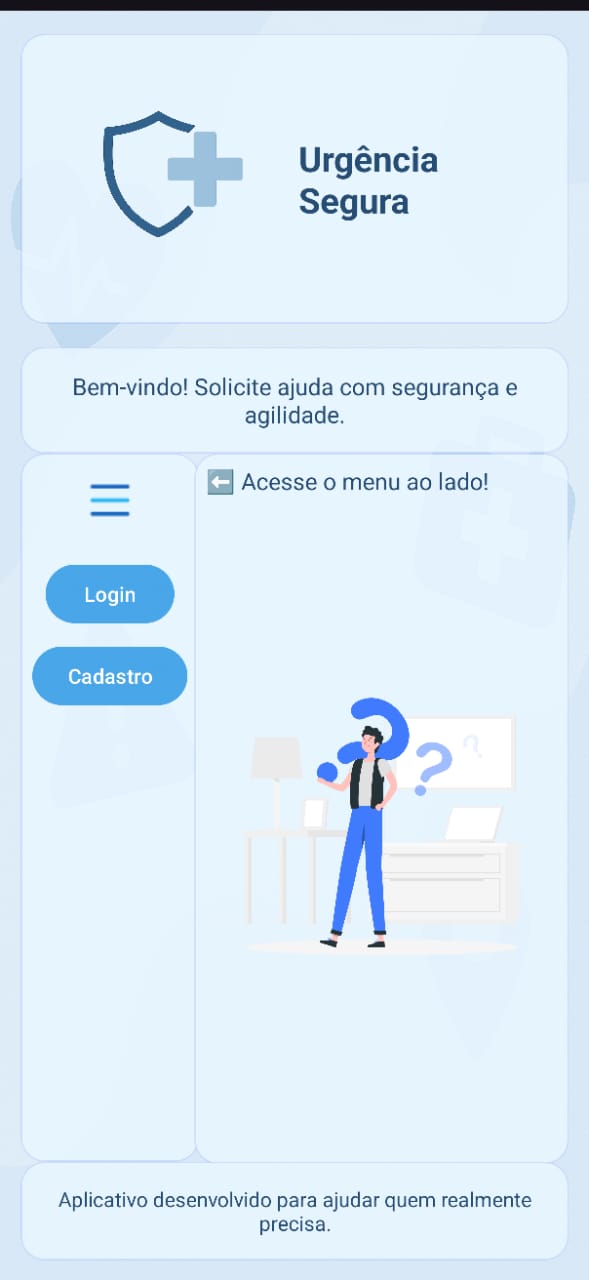 Urgência
Segura
Bem-vindo! Solicite ajuda com segurança e
agilidade.
⬅️ Acesse o menu ao lado!
Login
Cadastro
? ?
Aplicativo desenvolvido para ajudar quem realmente
precisa.